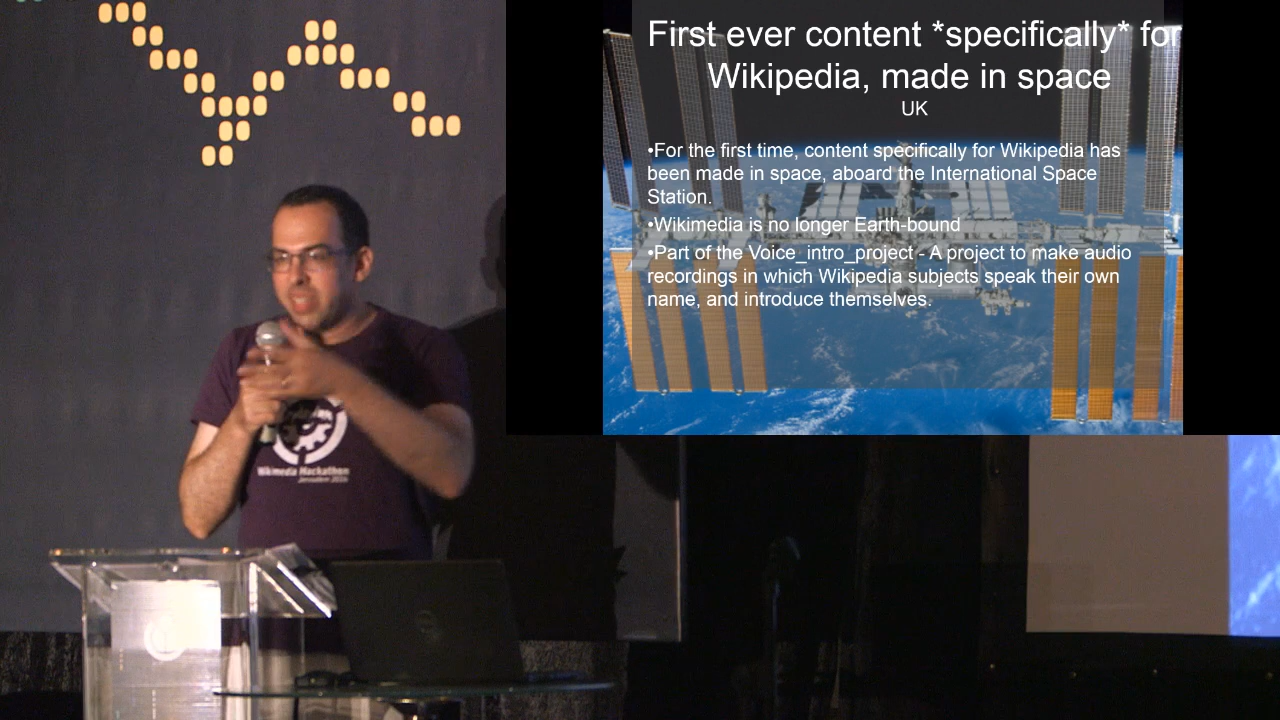 First ever content *specifically* for
Wikipedia, made in space
UK
•For the first time, content specifically for Wikipedia has
been made in space, aboard the International Space
Station.
•Wikimedia is no longer Earth-bound
•Part of the Voice_intro_project - A project to make audio
recordings in which Wikipedia subjects speak their own
name, and introduce themselves.
Wikimedia Hackathon
Jerusalem 2016